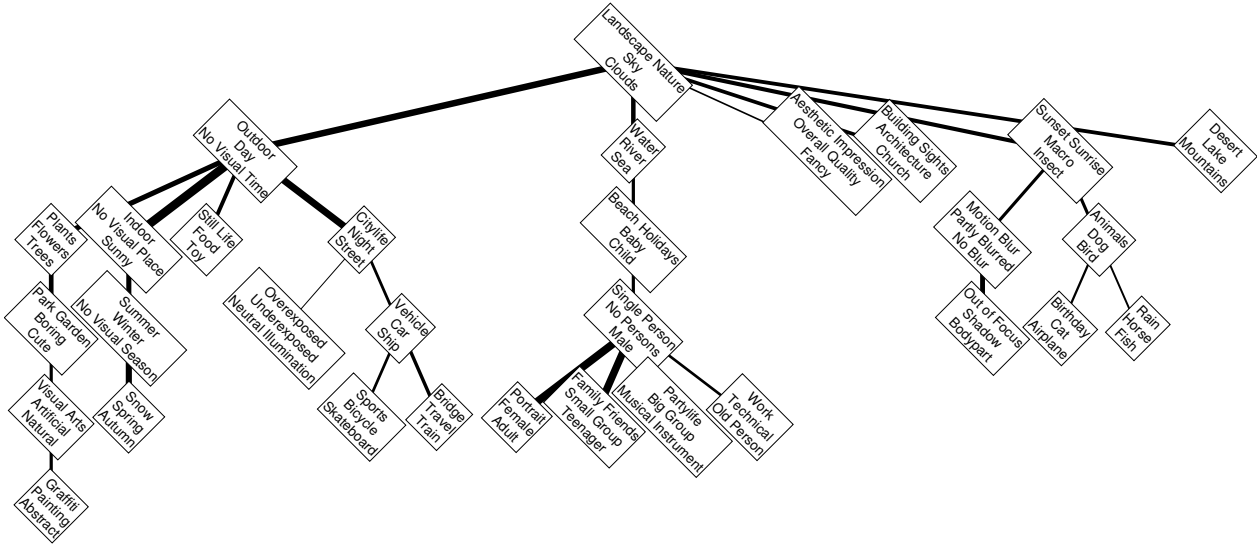 Landscape Nature
Sky
Clouds
Outdoor
Day
No Visual Time
Water
River
Sea
Aesthetic Impression
Overall Quality
Fancy
Building Sights
Architecture
Church
Sunset Sunrise
Macro
Insect
Desert
Lake
Mountains
Plants
Flowers
Trees
Indoor
No Visual Place
Sunny
Still Life
Food
Toy
Citylife
Night
Street
Beach Holidays
Baby
Child
Motion Blur
Partly Blurred
No Blur
Animals
Dog
Bird
Park Garden
Boring
Cute
Summer
Winter
No Visual Season
Overexposed
Underexposed
Neutral Illumination
Vehicle
Car
Ship
Single Person
No Persons
Male
Out of Focus
Shadow
Bodypart
Birthday
Cat
Airplane
Rain
Horse
Fish
Visual Arts
Artificial
Natural
Snow
Spring
Autumn
Sports
Bicycle
Skateboard
Bridge
Travel
Train
Portrait
Female
Adult
Family Friends
Small Group
Teenager
Partylife
Big Group
Musical Instrument
Work
Technical
Old Person
Graffiti
Painting
Abstract